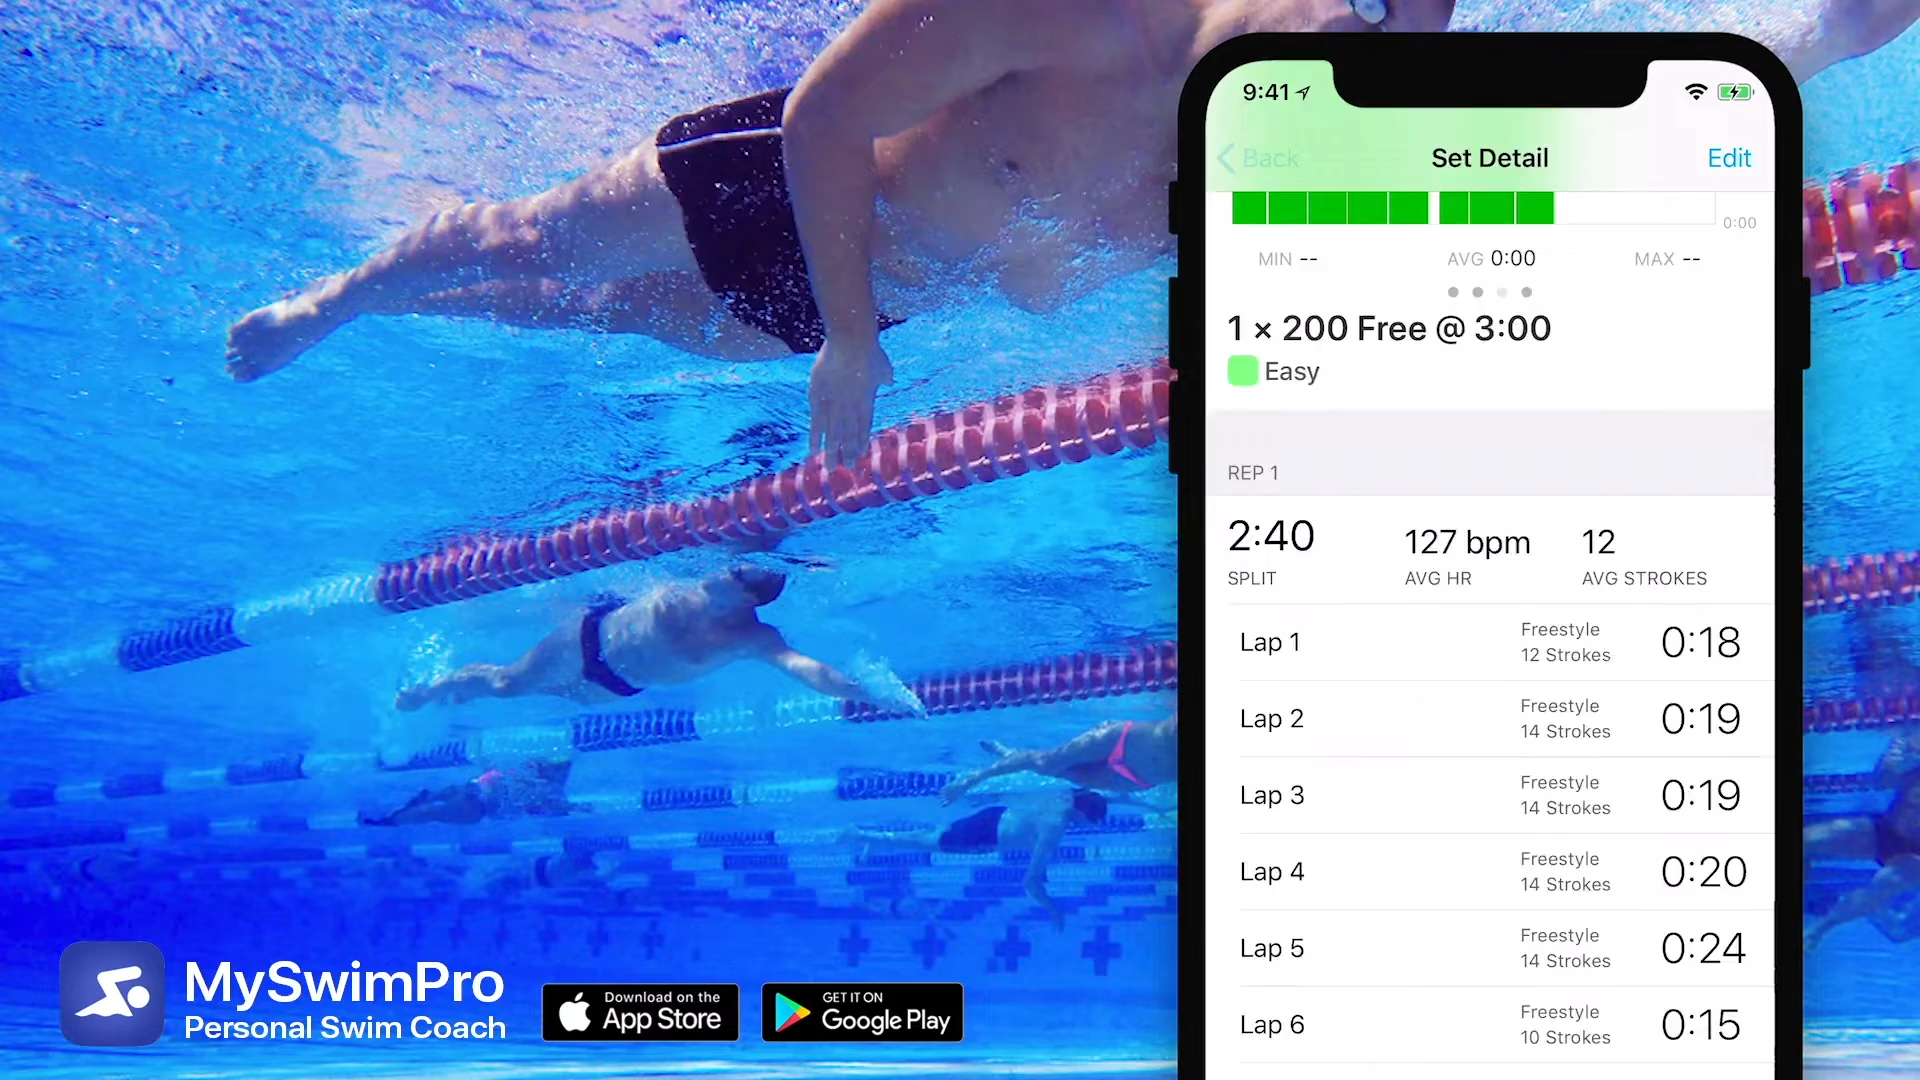 9:41
Back
Set Detail
Edit
0:00
MIN --
AVG 0:00
MAX --
1 × 200 Free @ 3:00
Easy
REP 1
2:40
SPLIT
127 bpm
AVG HR
12
AVG STROKES
Lap 1
Freestyle
12 Strokes
0:18
Lap 2
Freestyle
14 Strokes
0:19
Lap 3
Freestyle
14 Strokes
0:19
Lap 4
Freestyle
14 Strokes
0:20
Lap 5
Freestyle
14 Strokes
0:24
Lap 6
Freestyle
10 Strokes
0:15
MySwimPro
Personal Swim Coach
Download on the
App Store
GET IT ON
Google Play